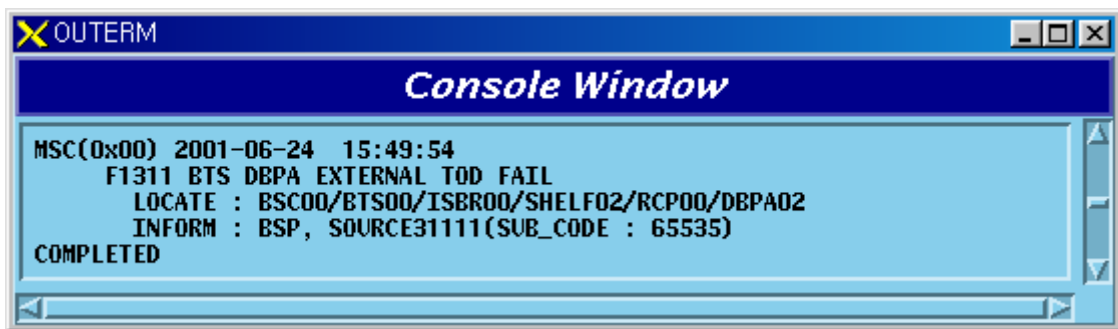 OUTERM
Console Window
MSC(0x00) 2001-06-24 15:49:54
F1311 BTS DBPA EXTERNAL TOD FAIL
LOCATE : BSC00/BTS00/ISBR00/SHELF02/RCP00/DBPA02
INFORM : BSP, SOURCE31111(SUB_CODE : 65535)
COMPLETED